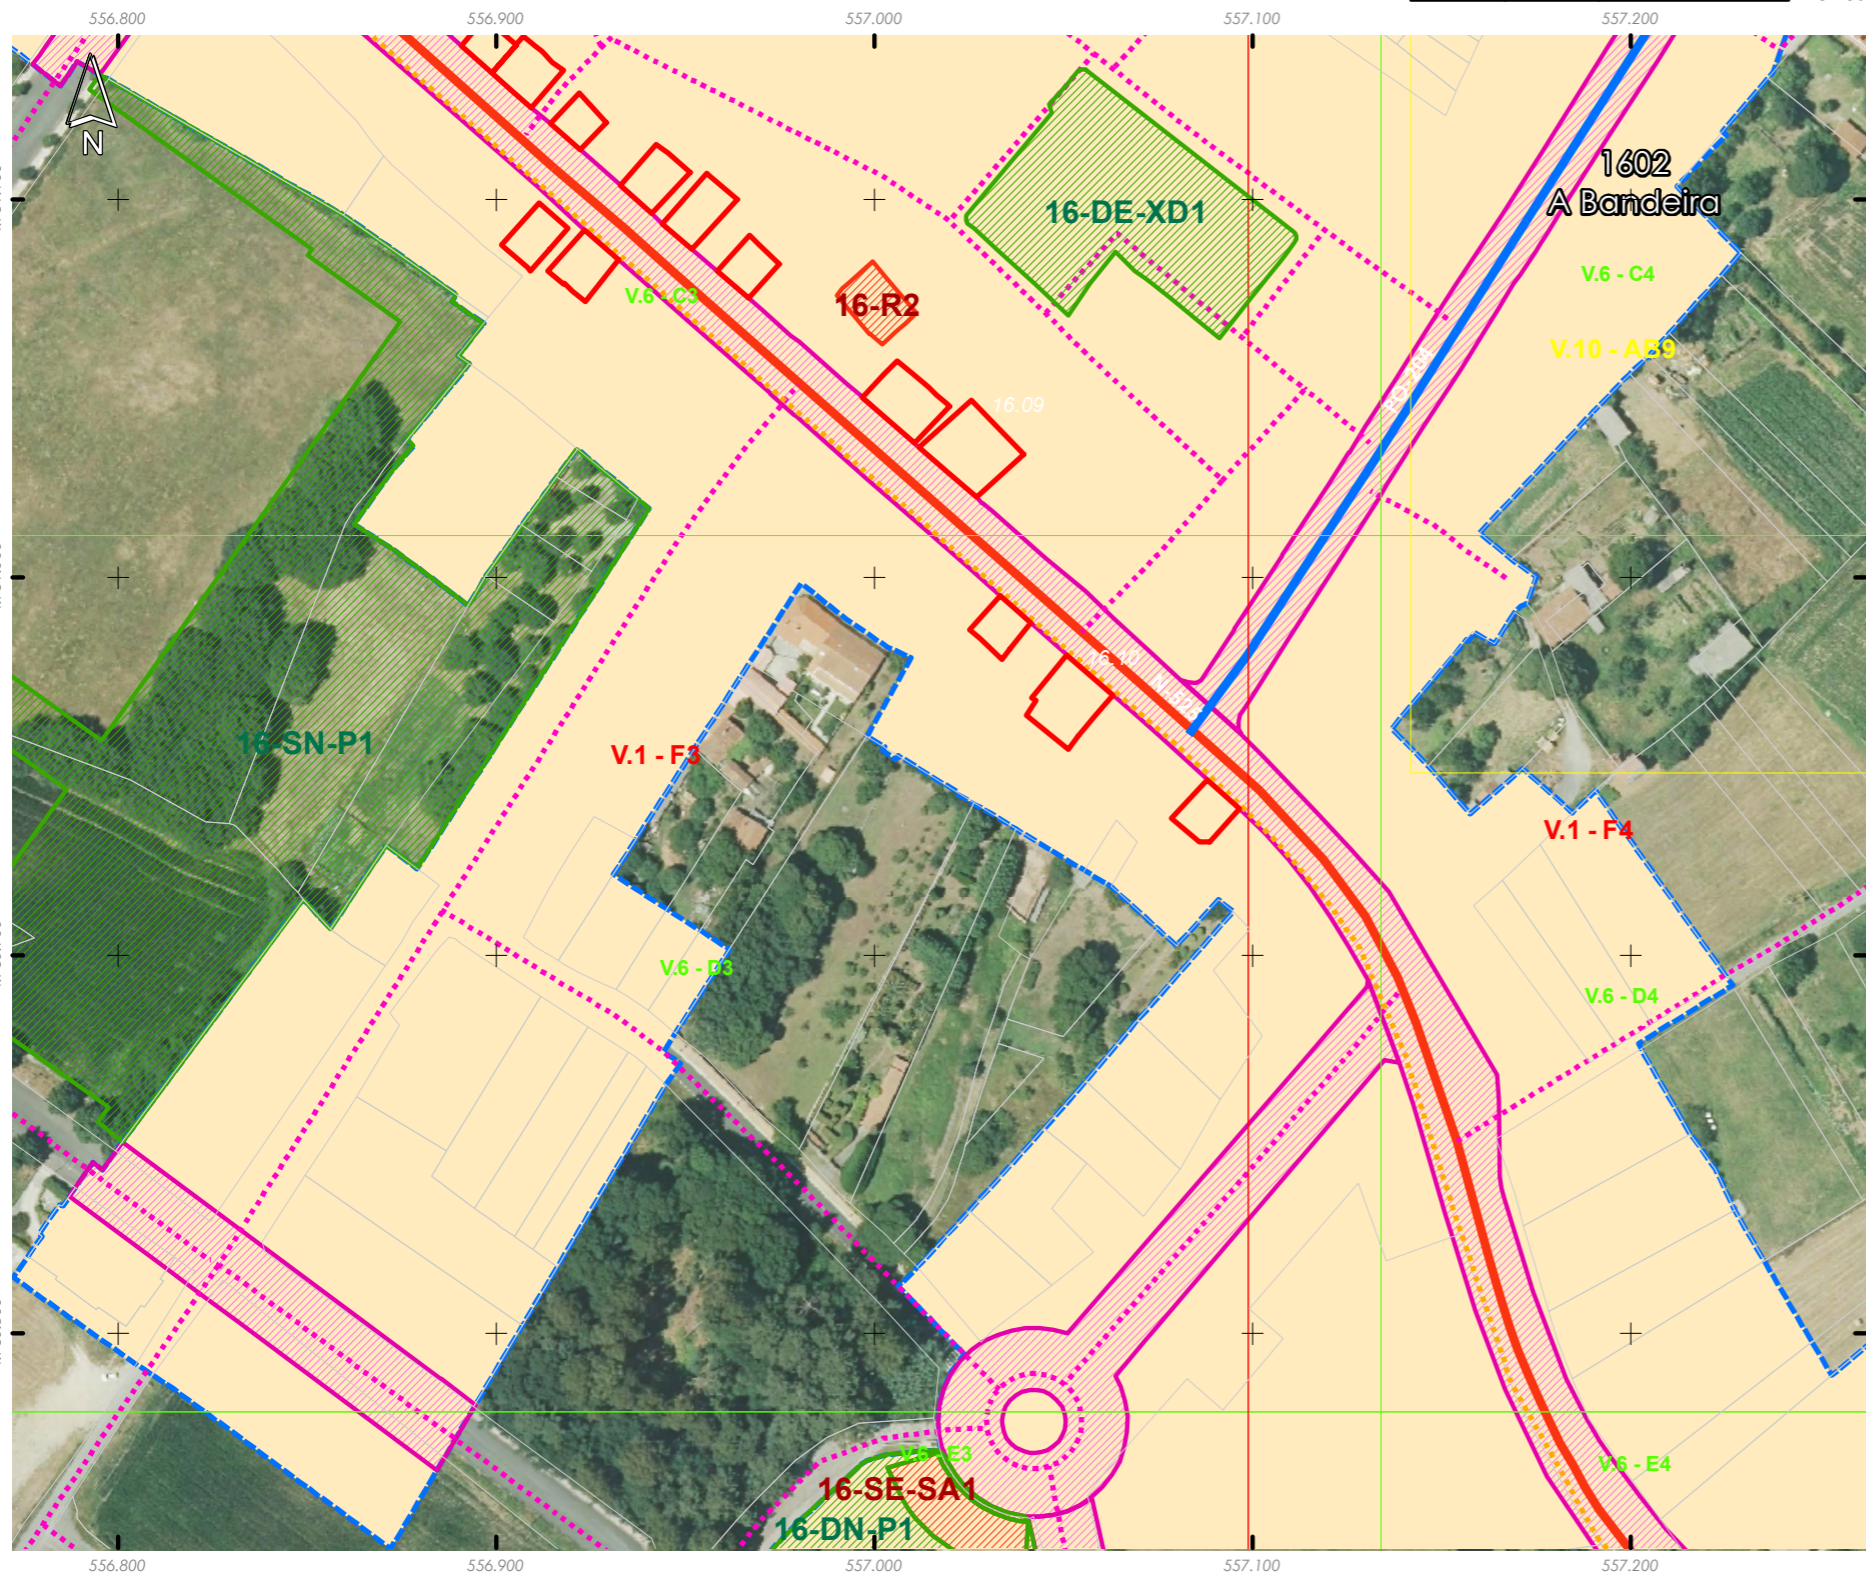 556.800
556.900
557.000
557.100
557.200
N
1602
A Bandeira
16-DE-XD1
V.6 - C4
V.6 - C3
16-R2
V.10 - AB9
16.09
16.10
16-SN-P1
V.1 - F3
V.1 - F4
V.6 - D3
V.6 - D4
V.6 - E3
V.6 - E4
16-SE-SA1
16-DN-P1
556.800
556.900
557.000
557.100
557.200